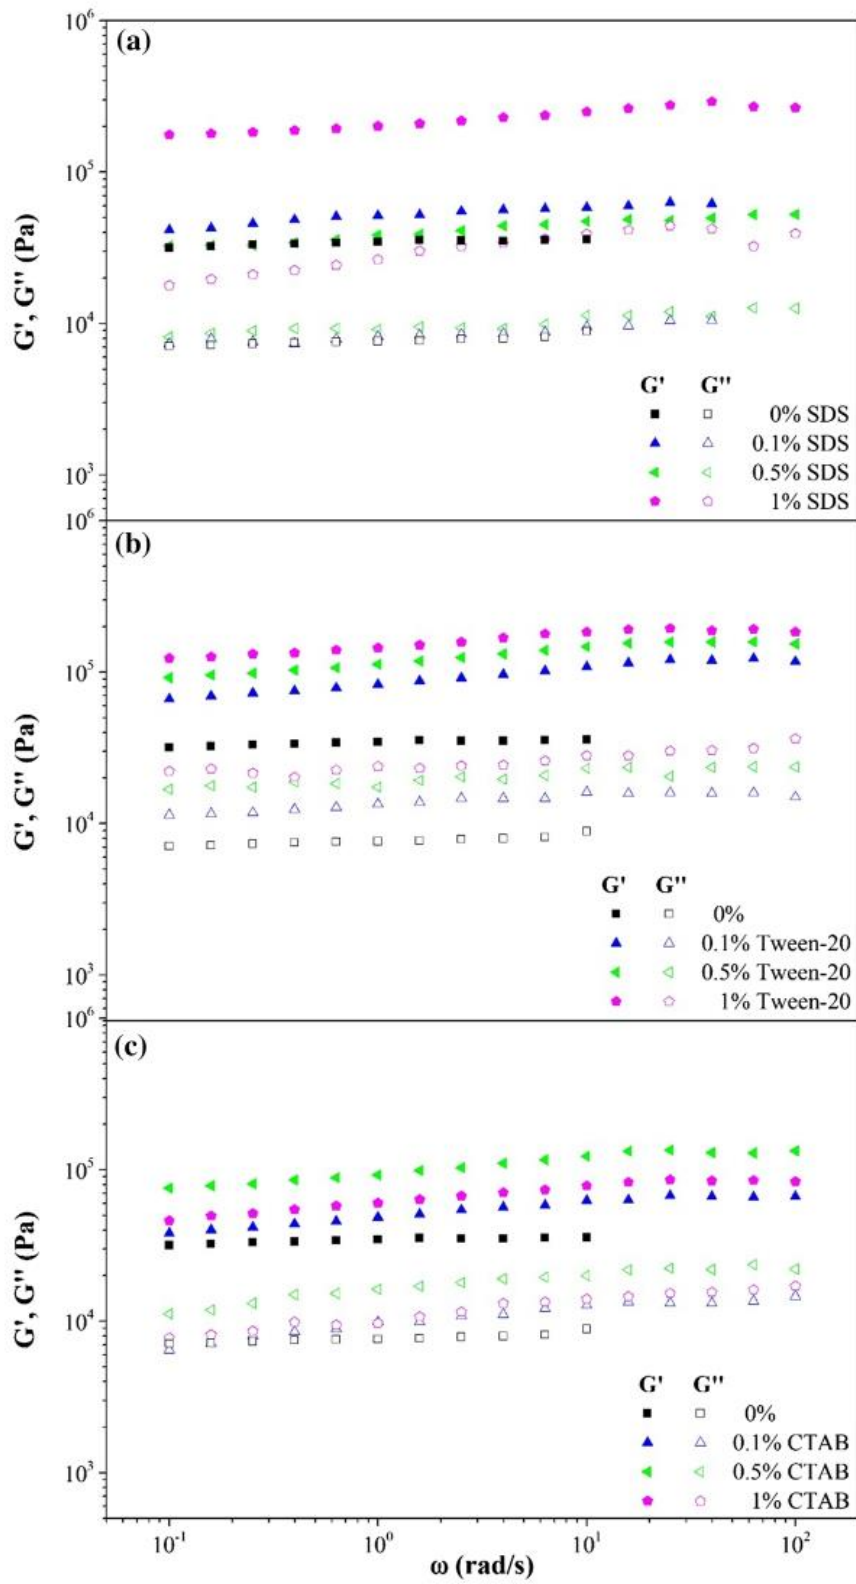 (a)
10⁶
10⁵
10⁴
10³
G', G'' (Pa)
G' G''
0% SDS
0.1% SDS
0.5% SDS
1% SDS
(b)
10⁶
10⁵
10⁴
10³
G', G'' (Pa)
G' G''
0%
0.1% Tween-20
0.5% Tween-20
1% Tween-20
(c)
10⁶
10⁵
10⁴
10³
G', G'' (Pa)
G' G''
0%
0.1% CTAB
0.5% CTAB
1% CTAB
10⁻¹ 10⁰ 10¹ 10²
ω (rad/s)